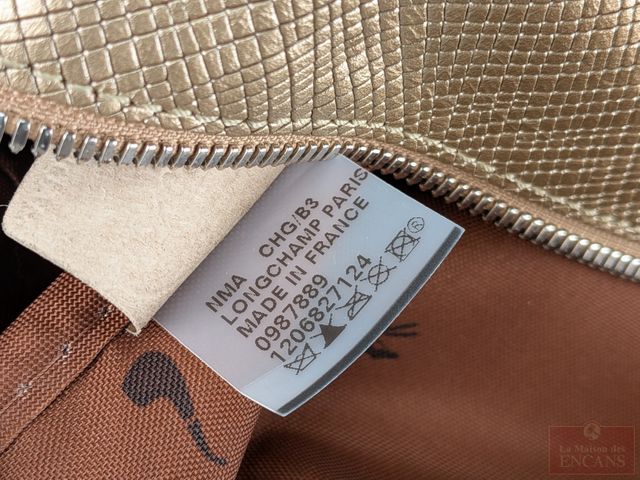 NMA CHG/B3
LONGCHAMP PARIS
MADE IN FRANCE
0987889
1206827124
®
La Maison des
ENCANS